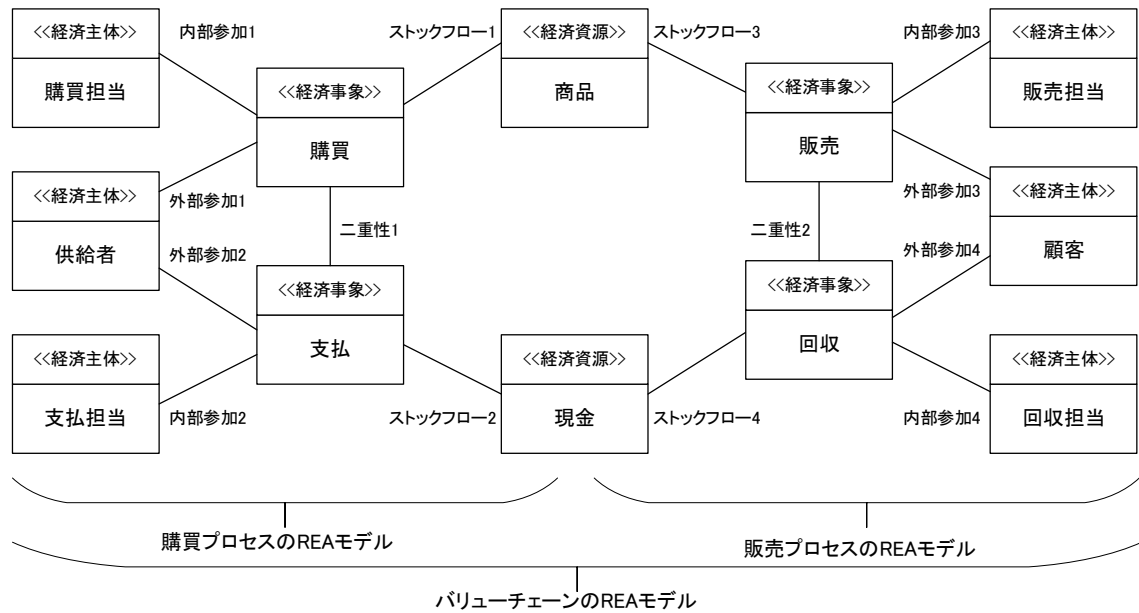 <<経済主体>>
購買担当
内部参加1
ストックフロー1
<<経済資源>>
商品
ストックフロー3
内部参加3
<<経済主体>>
販売担当
<<経済事象>>
購買
<<経済事象>>
販売
<<経済主体>>
供給者
外部参加1
外部参加2
二重性1
二重性2
外部参加3
外部参加4
<<経済主体>>
顧客
<<経済事象>>
支払
<<経済事象>>
回収
<<経済主体>>
支払担当
内部参加2
ストックフロー2
<<経済資源>>
現金
ストックフロー4
内部参加4
<<経済主体>>
回収担当
購買プロセスのREAモデル
販売プロセスのREAモデル
バリューチェーンのREAモデル